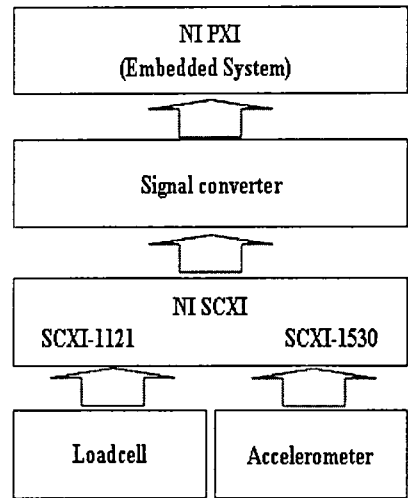 NI PXI
(Embedded System)
Signal converter
NI SCXI
SCXI-1121 SCXI-1530
Loadcell Accelerometer